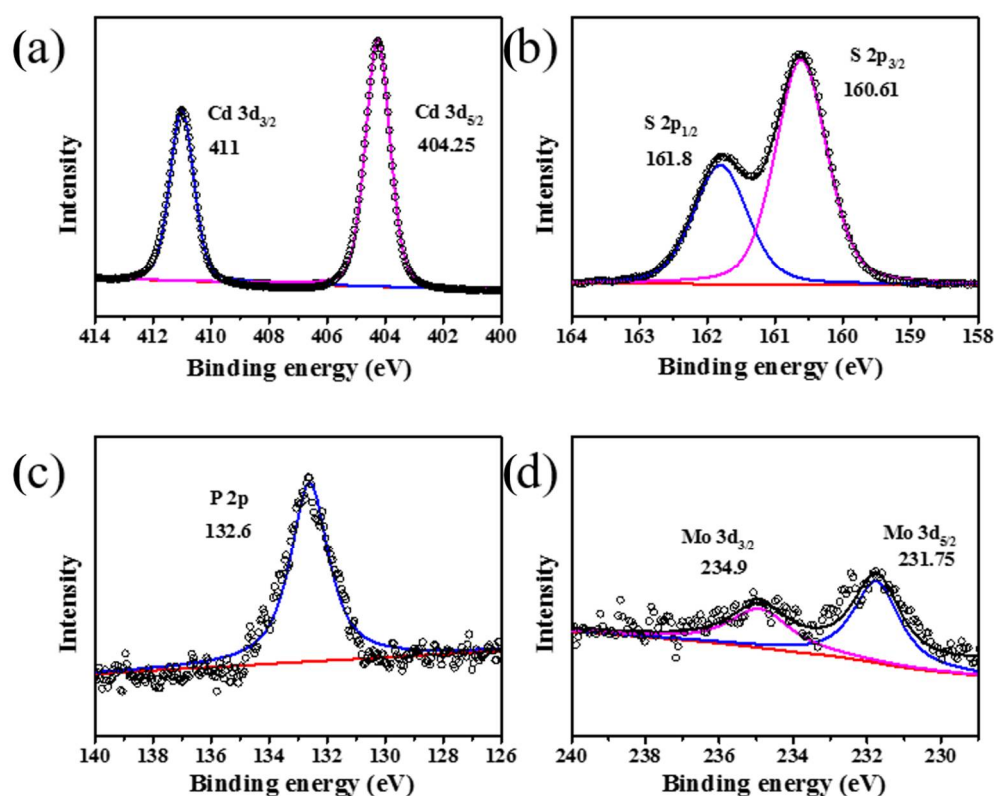 (a)
Cd 3d3/2
411
Cd 3d5/2
404.25
Intensity
414 412 410 408 406 404 402 400
Binding energy (eV)
(b)
S 2p3/2
160.61
S 2p1/2
161.8
Intensity
164 163 162 161 160 159 158
Binding energy (eV)
(c)
P 2p
132.6
Intensity
140 138 136 134 132 130 128 126
Binding energy (eV)
(d)
Mo 3d3/2
234.9
Mo 3d5/2
231.75
Intensity
240 238 236 234 232 230
Binding energy (eV)